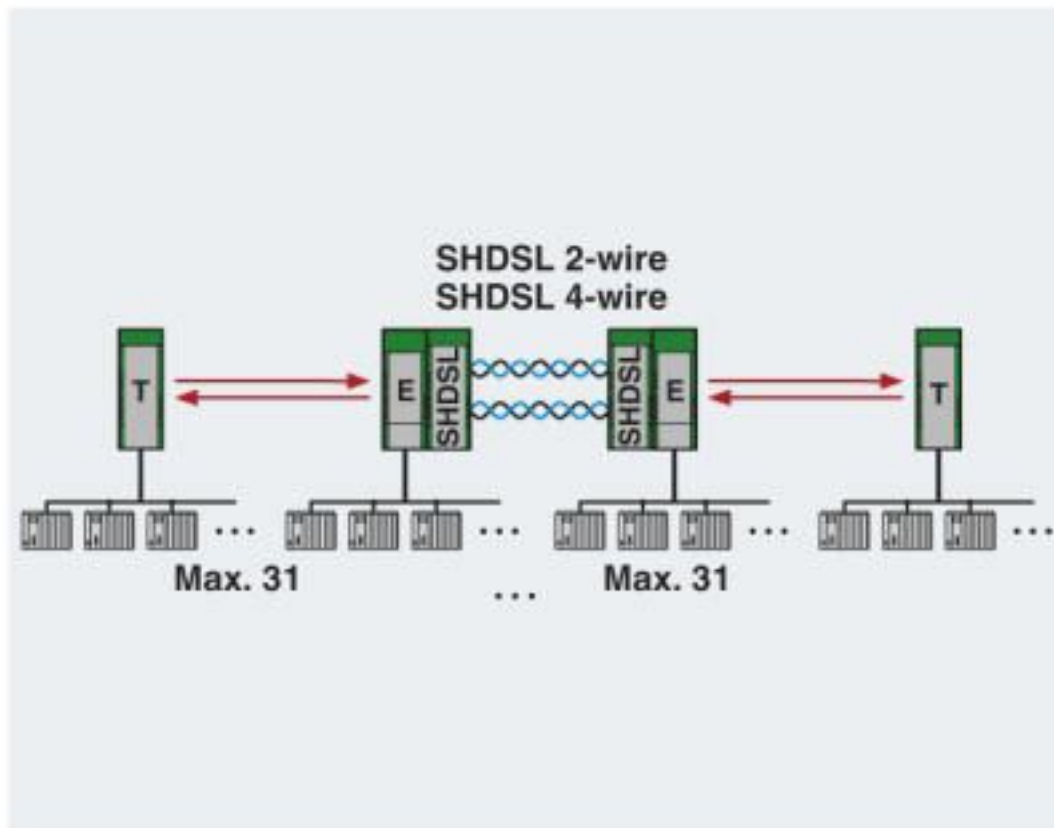 SHDSL 2-wire
SHDSL 4-wire
T
E
SHDSL
SHDSL
E
T
...
...
...
...
Max. 31
...
Max. 31